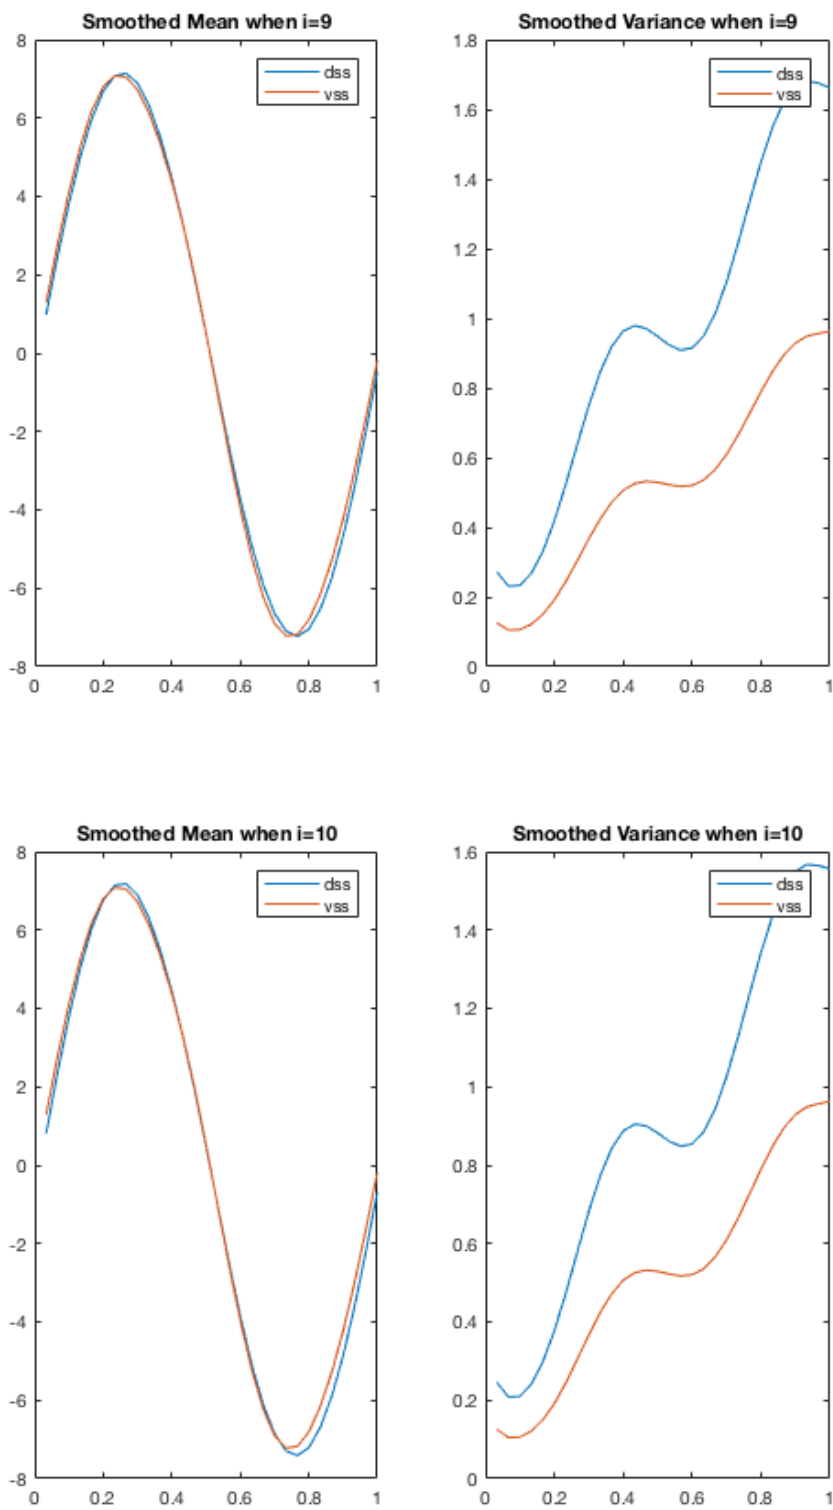 Smoothed Mean when i=9
8
6
4
2
0
-2
-4
-6
-8
0 0.2 0.4 0.6 0.8 1
dss
vss
Smoothed Variance when i=9
1.8
1.6
1.4
1.2
1
0.8
0.6
0.4
0.2
0
0 0.2 0.4 0.6 0.8 1
dss
vss
Smoothed Mean when i=10
8
6
4
2
0
-2
-4
-6
-8
0 0.2 0.4 0.6 0.8 1
dss
vss
Smoothed Variance when i=10
1.6
1.4
1.2
1
0.8
0.6
0.4
0.2
0
0 0.2 0.4 0.6 0.8 1
dss
vss